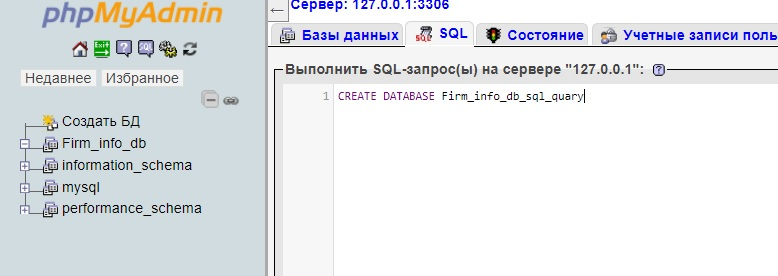 phpMyAdmin
Недавнее Избранное
Создать БД
Firm_info_db
information_schema
mysql
performance_schema
Сервер: 127.0.0.1:3306
Базы данных SQL Состояние Учетные записи поль
Выполнить SQL-запрос(ы) на сервере "127.0.0.1":
1 CREATE DATABASE Firm_info_db_sql_quary